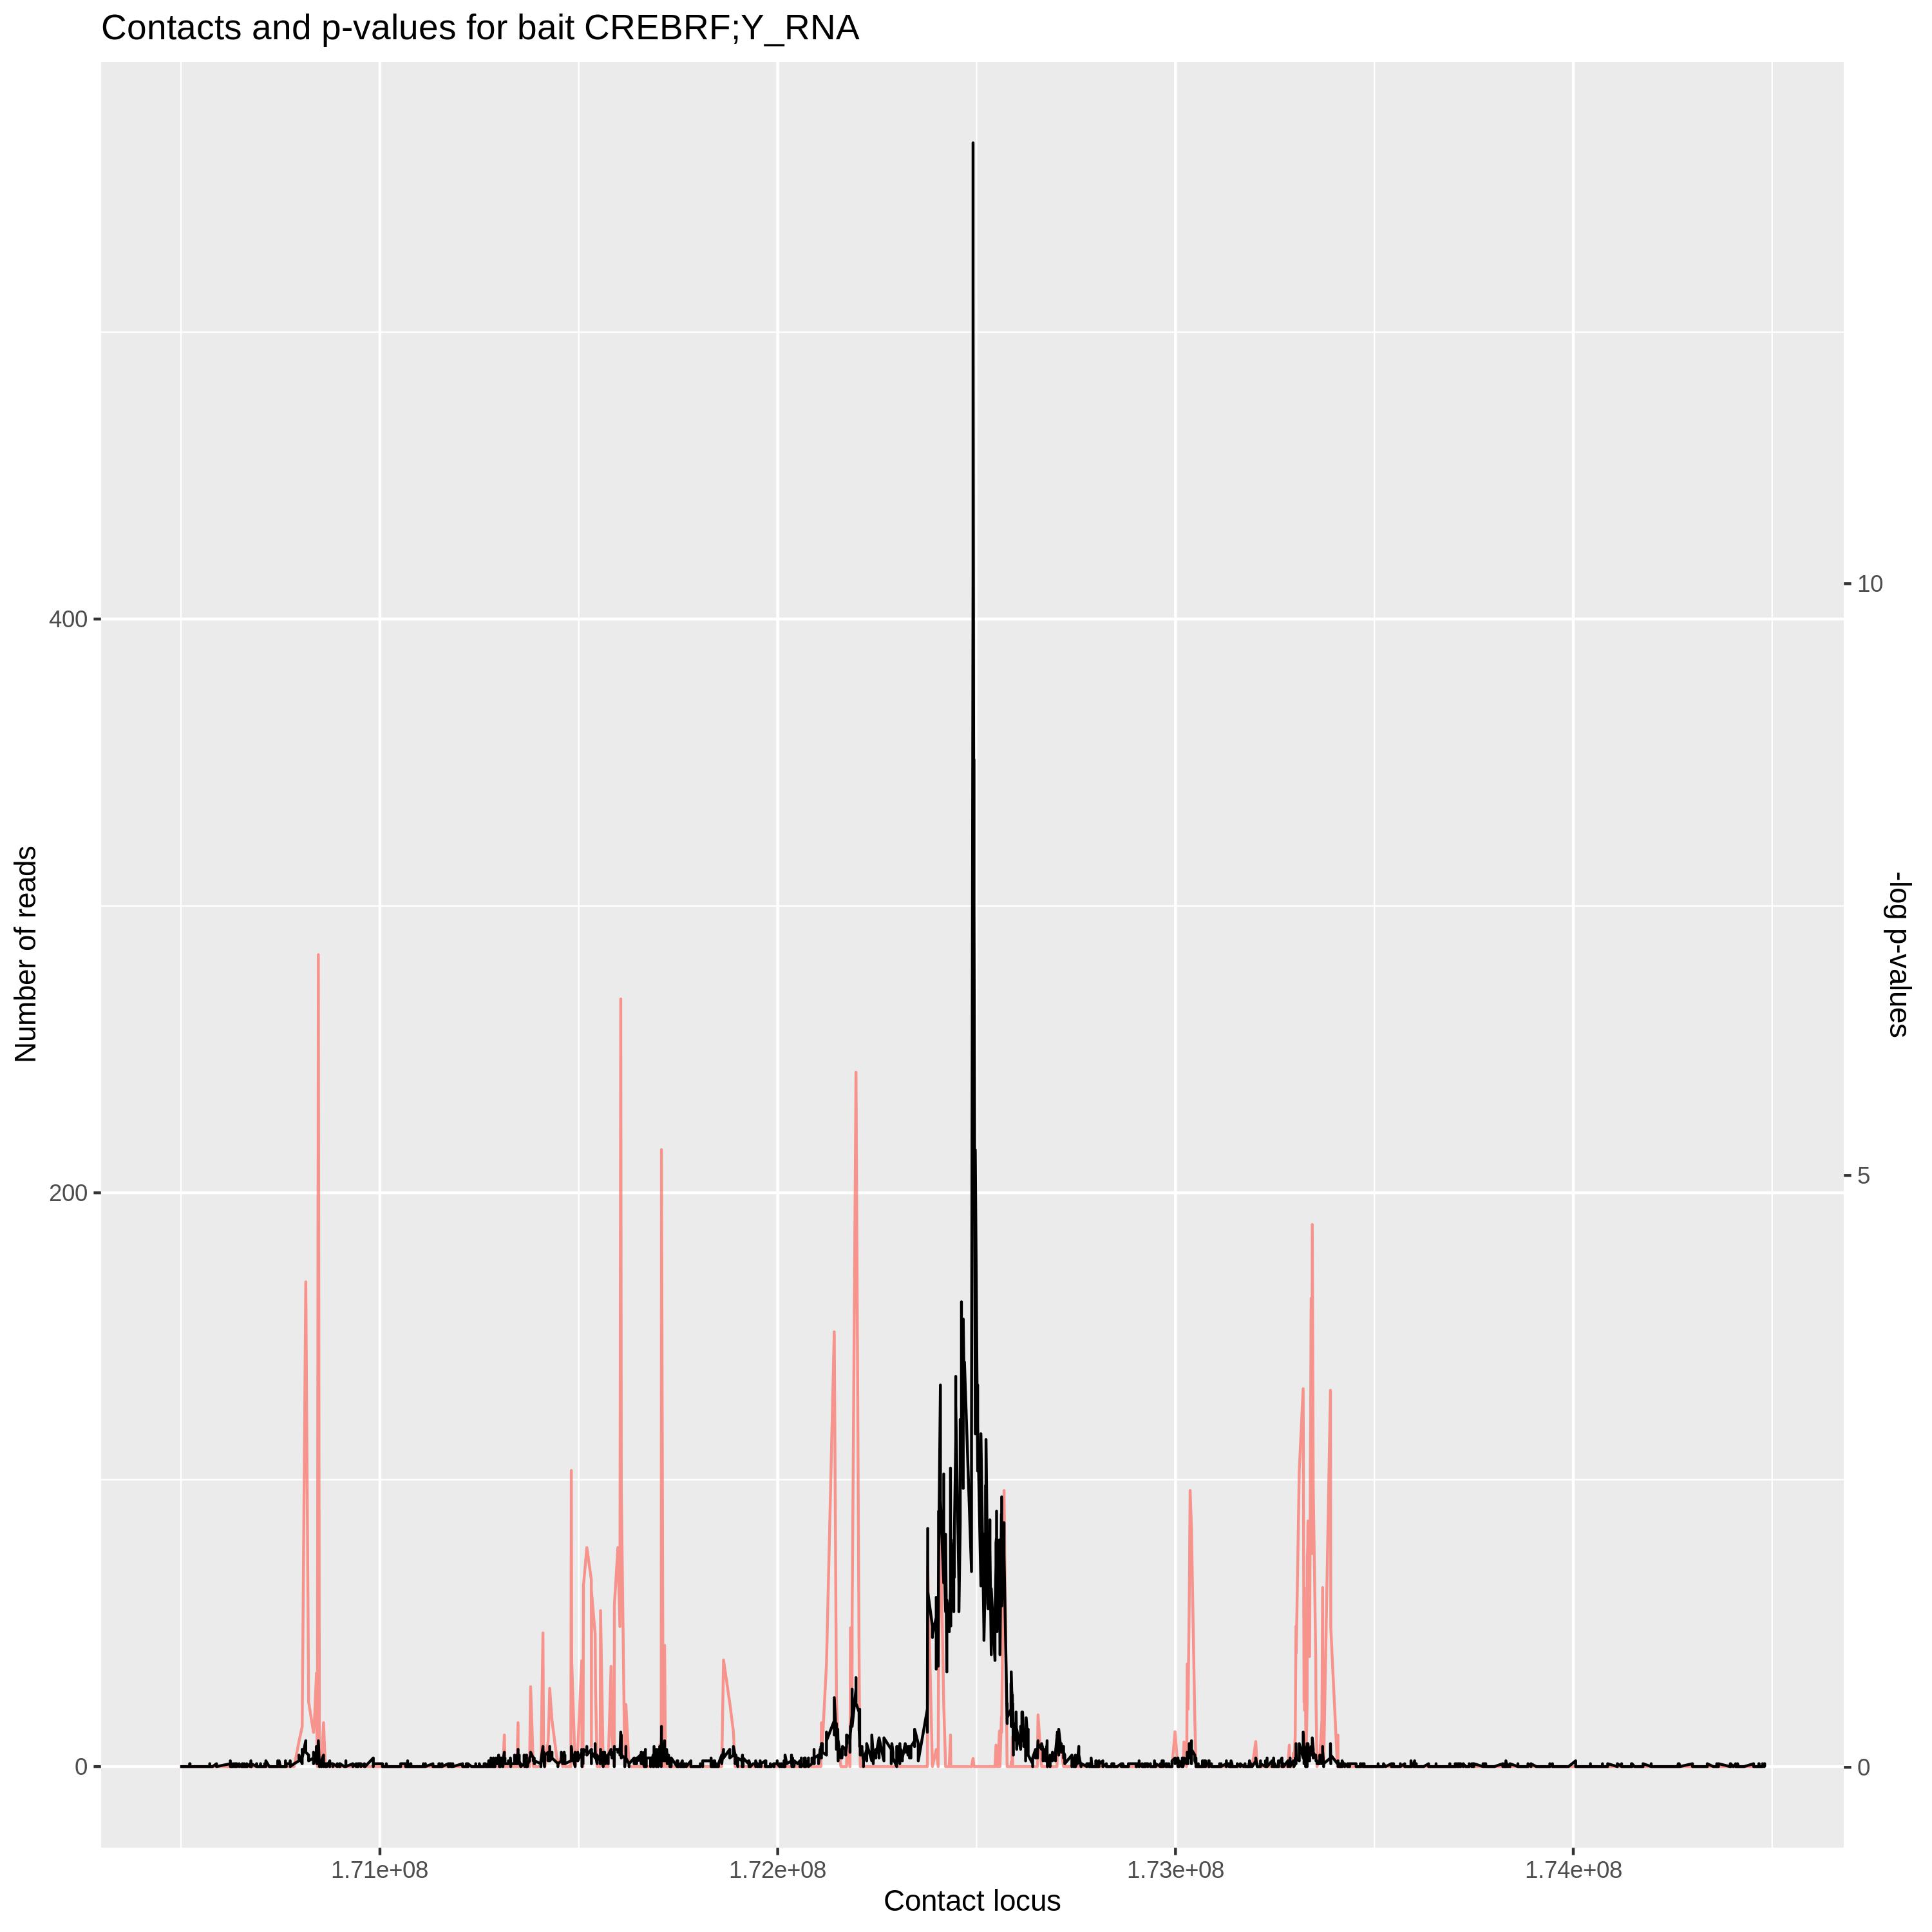 Contacts and p-values for bait CREBRF;Y_RNA
Number of reads
400
200
0
10
5
0
-log p-values
1.71e+08
1.72e+08
1.73e+08
1.74e+08
Contact locus